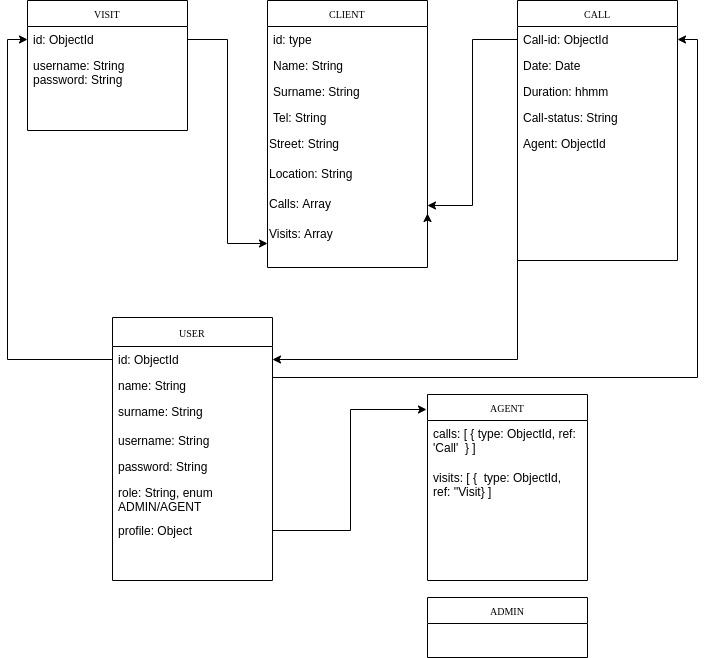 VISIT
id: ObjectId
username: String
password: String
CLIENT
id: type
Name: String
Surname: String
Tel: String
Street: String
Location: String
Calls: Array
Visits: Array
CALL
Call-id: ObjectId
Date: Date
Duration: hhmm
Call-status: String
Agent: ObjectId
USER
id: ObjectId
name: String
surname: String
username: String
password: String
role: String, enum
ADMIN/AGENT
profile: Object
AGENT
calls: [ { type: ObjectId, ref:
'Call'  } ]
visits: [ {  type: ObjectId,
ref: "Visit} ]
ADMIN